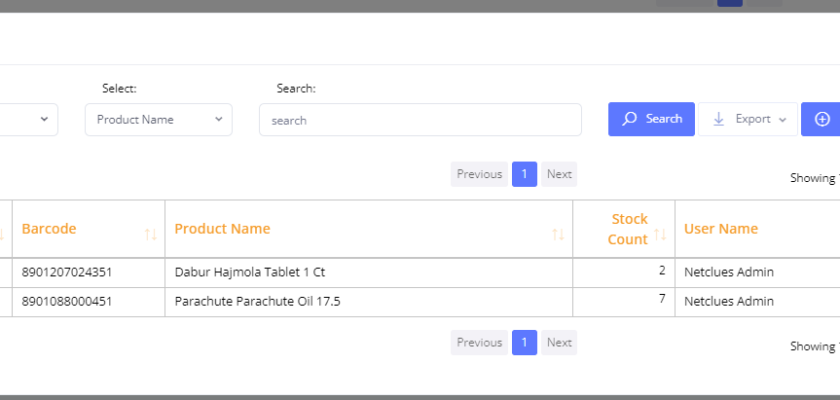 Select:
Search:
Product Name
search
Search
Export
Previous 1 Next
Showing
Barcode
Product Name
Stock
Count
User Name
8901207024351 Dabur Hajmola Tablet 1 Ct 2 Netclues Admin
8901088000451 Parachute Parachute Oil 17.5 7 Netclues Admin
Previous 1 Next
Showing